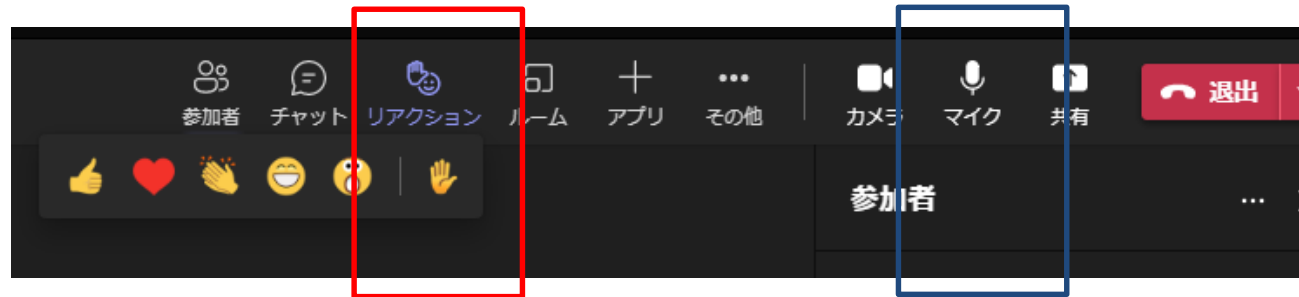 参加者 チャット リアクション ルーム アプリ その他 カメラ マイク 共有 退出
参加者